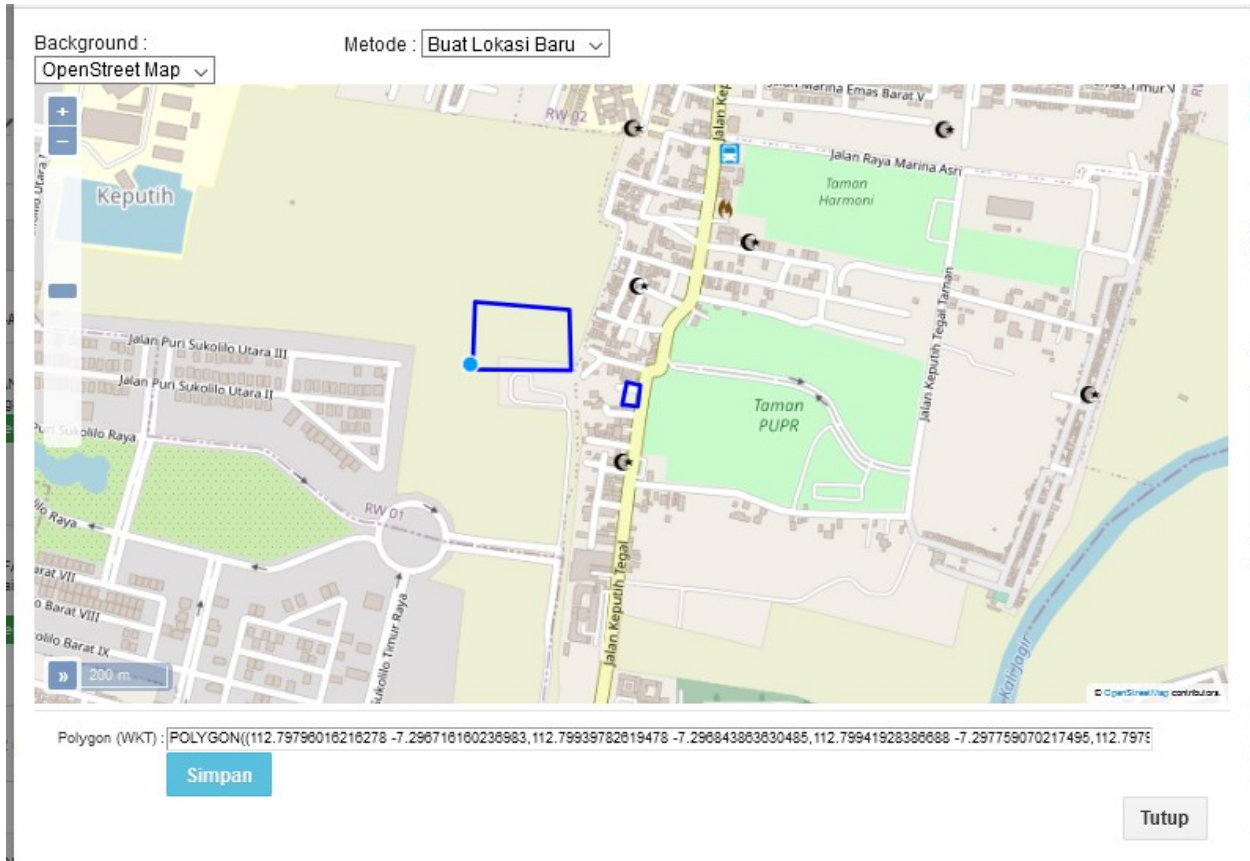 Background :
Metode : Buat Lokasi Baru
OpenStreet Map
+
–
RW 02
Jalan Marina Emas Barat V
Jalan Raya Marina Asri
Taman
Harmoni
Keputih
Jalan Puri Sukolilo Utara III
Jalan Puri Sukolilo Utara II
Jalan Keputih Tegal Taman
Taman
PUPR
RW 01
Jalan Keputih Tegal
Kali Jagir
»
200 m
© OpenStreetMap contributors.
Polygon (WKT) : POLYGON((112.79796016216278 -7.296716160236983,112.79939782619478 -7.296843863630485,112.79941928386688 -7.297759070217495,112.797
Simpan
Tutup